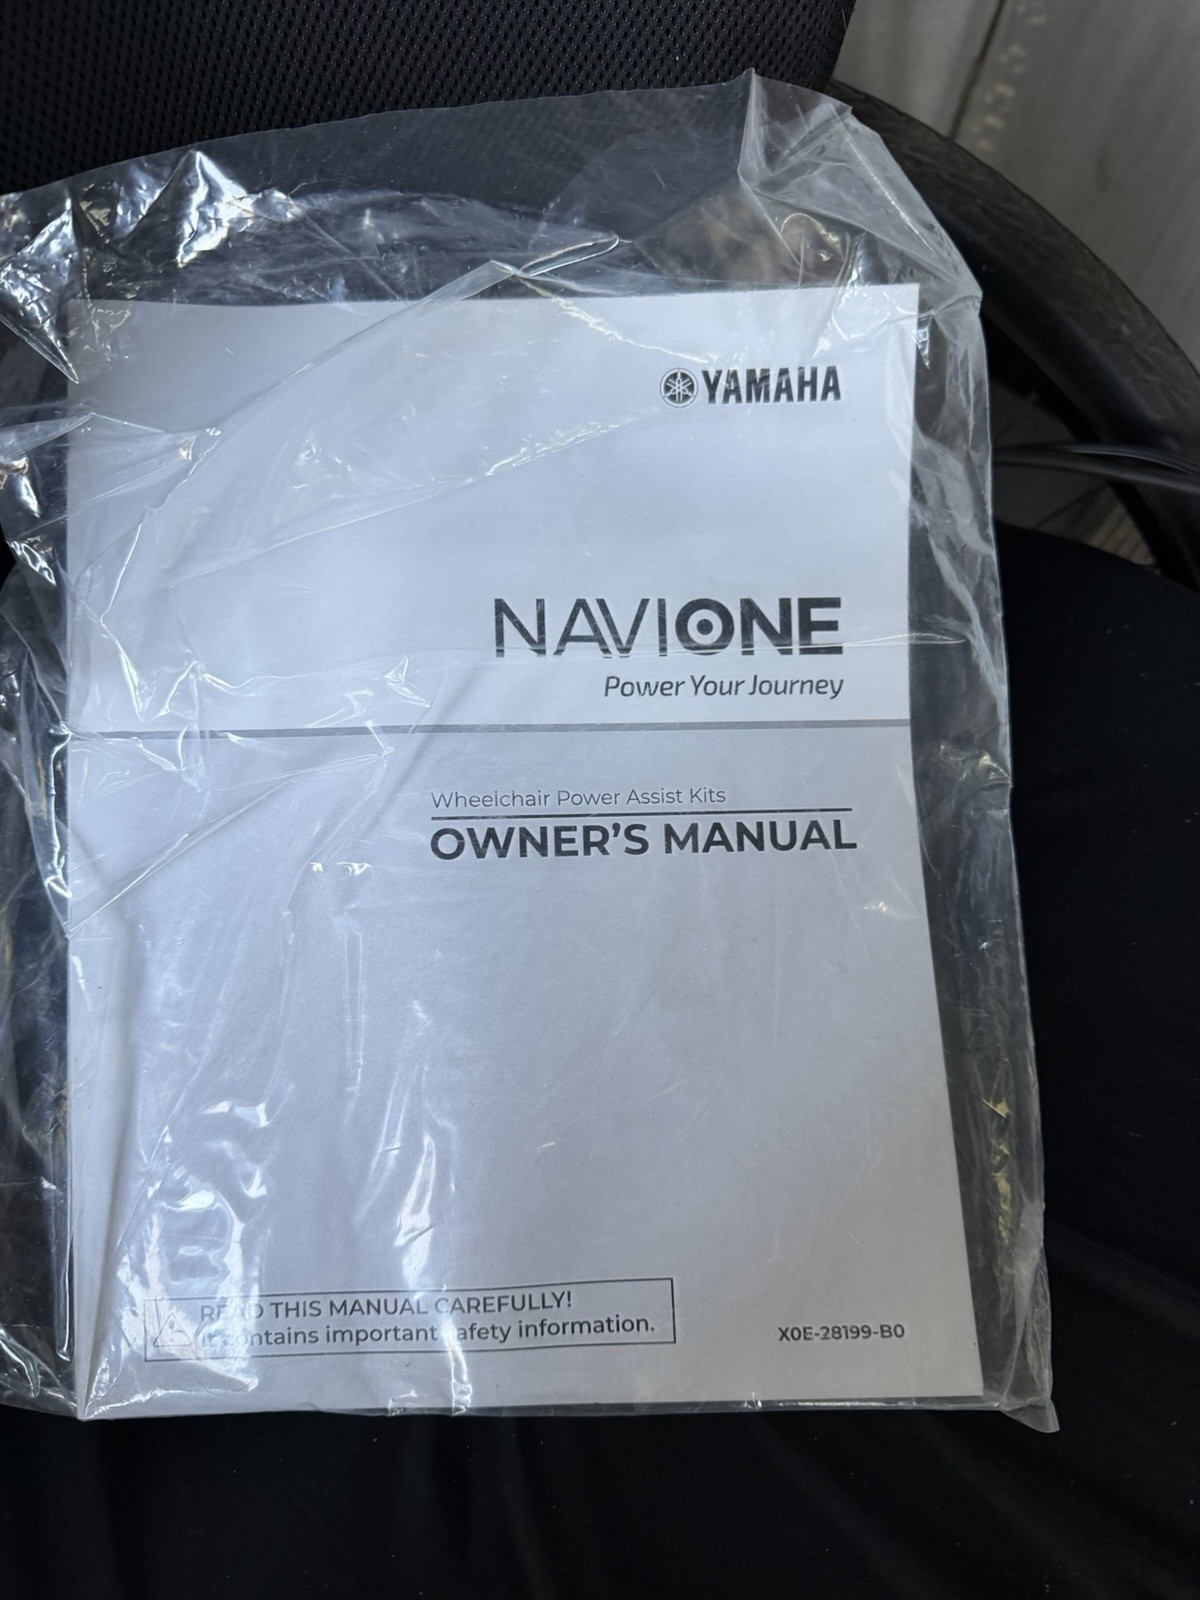 YAMAHA
NAVIONE
Power Your Journey
Wheelchair Power Assist Kits
OWNER'S MANUAL
READ THIS MANUAL CAREFULLY!
It contains important safety information.
X0E-28199-B0